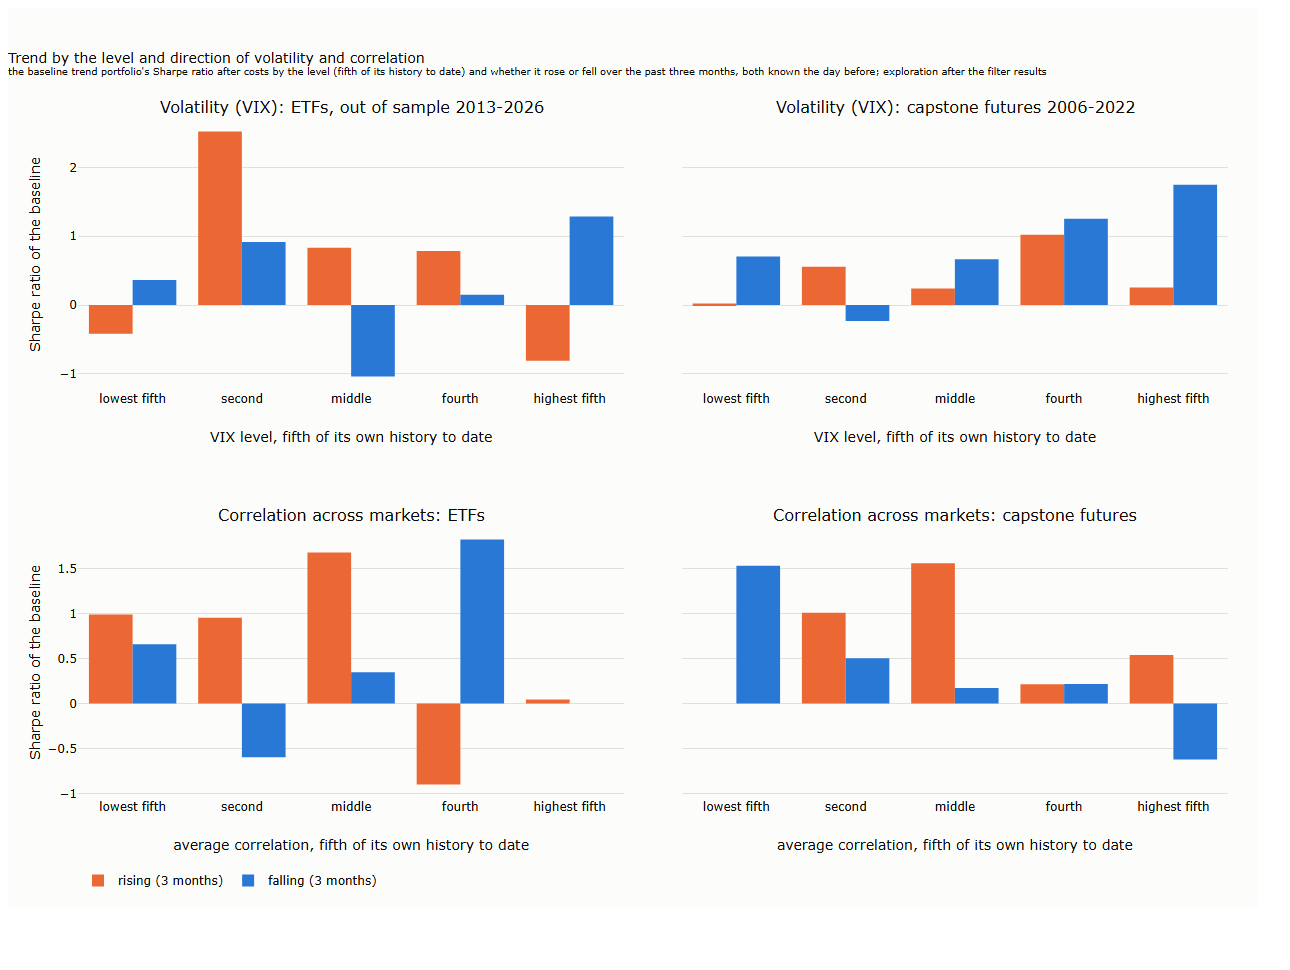 Trend by the level and direction of volatility and correlation
the baseline trend portfolio's Sharpe ratio after costs by the level (fifth of its history to date) and whether it rose or fell over the past three months, both known the day before; exploration after the filter results
Volatility (VIX): ETFs, out of sample 2013-2026
Volatility (VIX): capstone futures 2006-2022
Sharpe ratio of the baseline
2
1
0
−1
lowest fifth
second
middle
fourth
highest fifth
lowest fifth
second
middle
fourth
highest fifth
VIX level, fifth of its own history to date
VIX level, fifth of its own history to date
Correlation across markets: ETFs
Correlation across markets: capstone futures
Sharpe ratio of the baseline
1.5
1
0.5
0
−0.5
−1
lowest fifth
second
middle
fourth
highest fifth
lowest fifth
second
middle
fourth
highest fifth
average correlation, fifth of its own history to date
average correlation, fifth of its own history to date
rising (3 months)
falling (3 months)